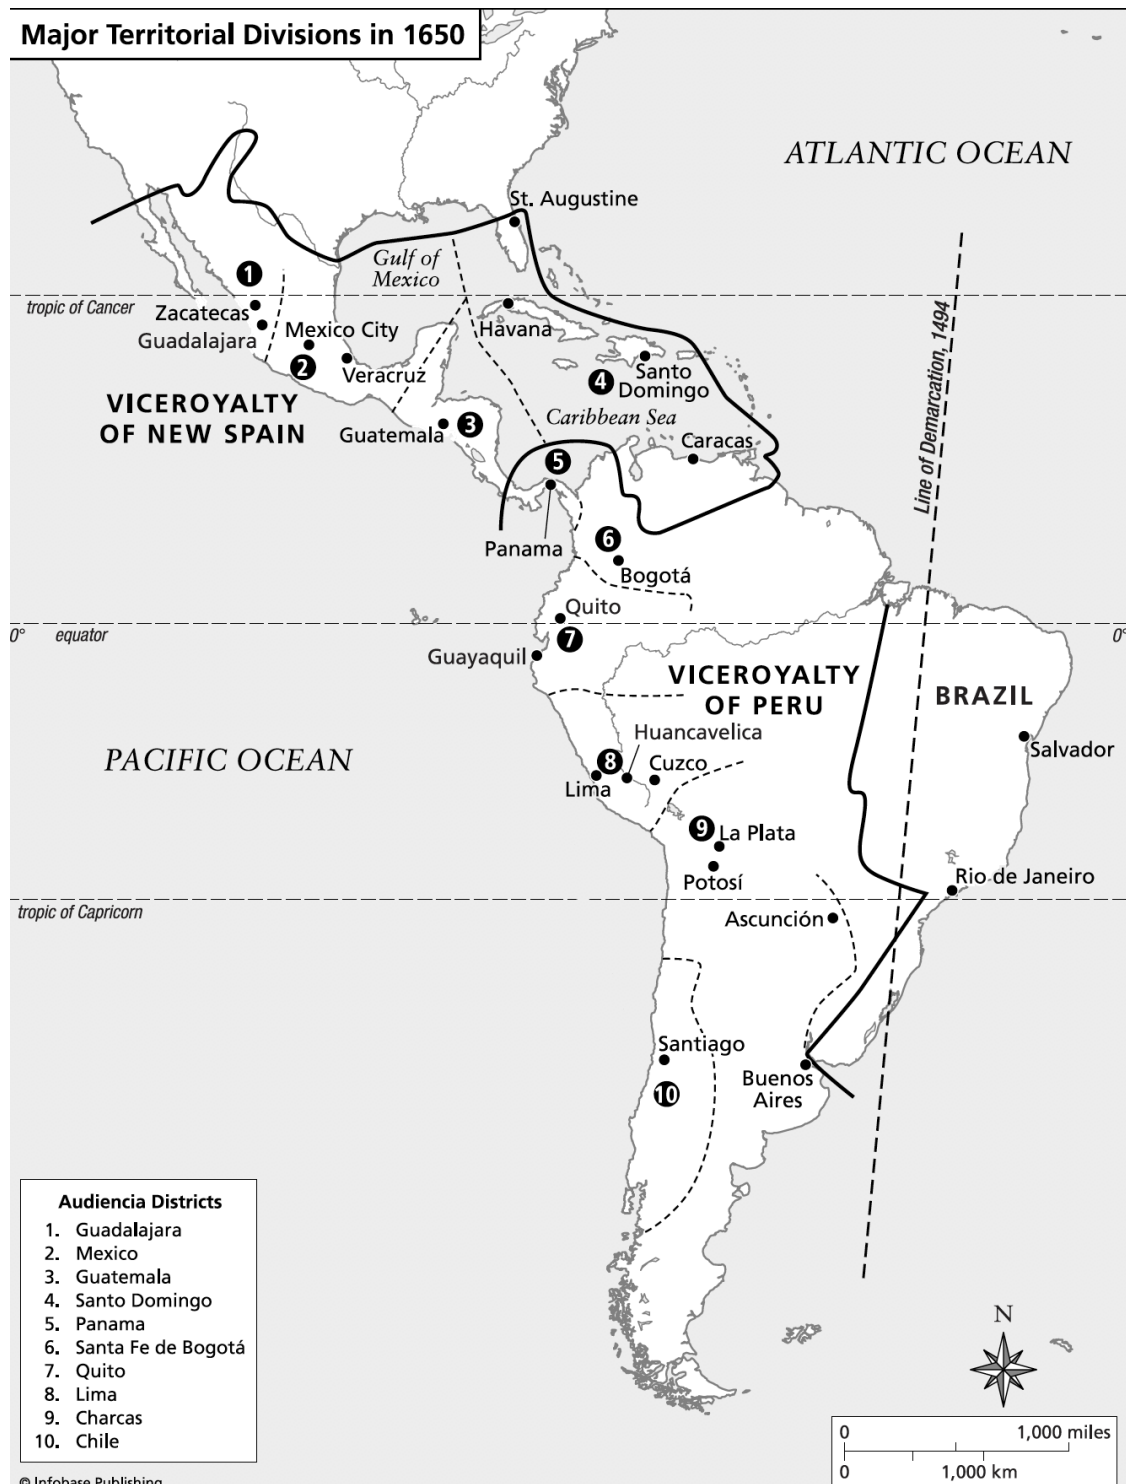 Major Territorial Divisions in 1650
ATLANTIC OCEAN
St. Augustine
Gulf of
Mexico
1
tropic of Cancer
Zacatecas
Guadalajara
Mexico City
Havana
2
Veracruz
Santo
Domingo
4
VICEROYALTY
OF NEW SPAIN
Caribbean Sea
Guatemala
3
Caracas
Line of Demarcation, 1494
5
Panama
6
Bogotá
Quito
0°
equator
0°
7
Guayaquil
VICEROYALTY
OF PERU
BRAZIL
Huancavelica
Salvador
PACIFIC OCEAN
8
Cuzco
Lima
9
La Plata
Potosí
Rio de Janeiro
tropic of Capricorn
Ascunción
Santiago
Buenos
Aires
10
Audiencia Districts
1. Guadalajara
2. Mexico
3. Guatemala
4. Santo Domingo
5. Panama
6. Santa Fe de Bogotá
7. Quito
8. Lima
9. Charcas
10. Chile
N
0 1,000 miles
0 1,000 km
© Infobase Publishing